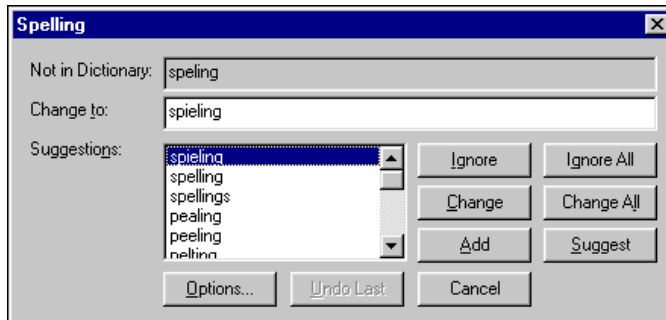 Spelling
Not in Dictionary: speling
Change to: spieling
Suggestions: spieling
spelling
spellings
pealing
peeling
pelting
Ignore Ignore All
Change Change All
Add Suggest
Options... Undo Last Cancel